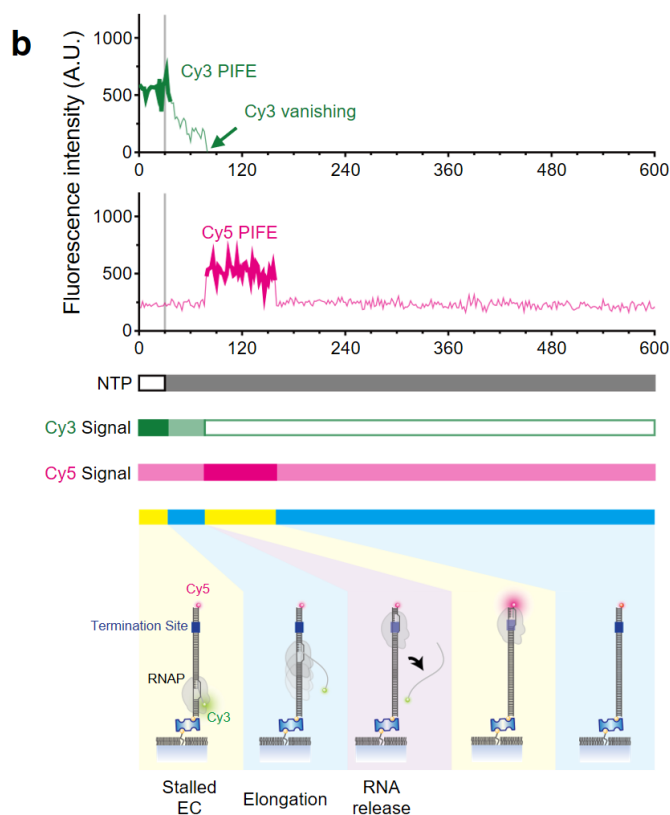 b
Fluorescence intensity (A.U.)
1000
500
0
Cy3 PIFE
Cy3 vanishing
0 120 240 360 480 600
1000
500
0
Cy5 PIFE
0 120 240 360 480 600
NTP
Cy3 Signal
Cy5 Signal
Cy5
Termination Site
RNAP
Cy3
Stalled
EC
Elongation
RNA
release